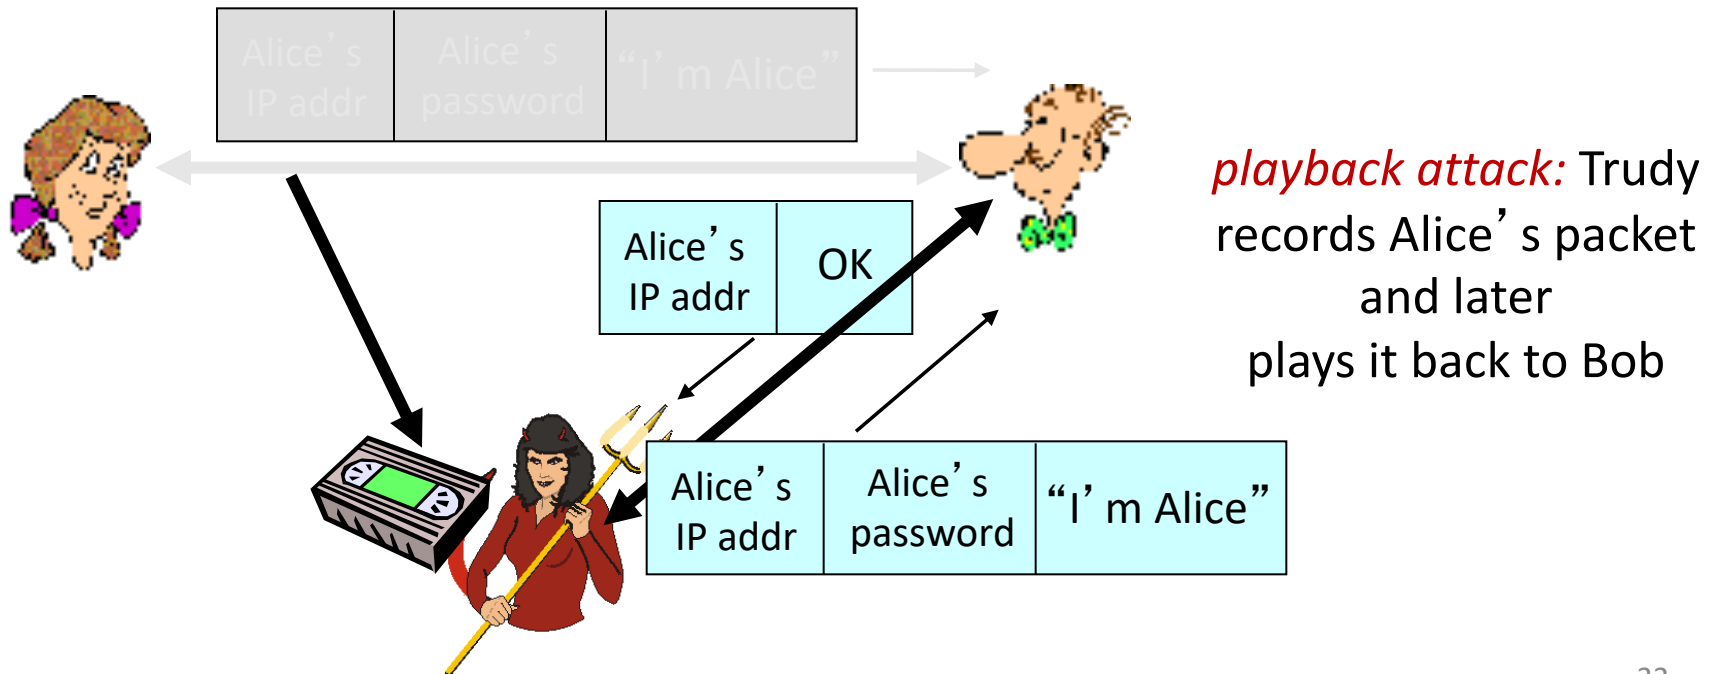 Alice’s
IP addr
Alice’s
password
“I’m Alice”
Alice’s
IP addr
OK
playback attack: Trudy
records Alice’s packet
and later
plays it back to Bob
Alice’s
IP addr
Alice’s
password
“I’m Alice”